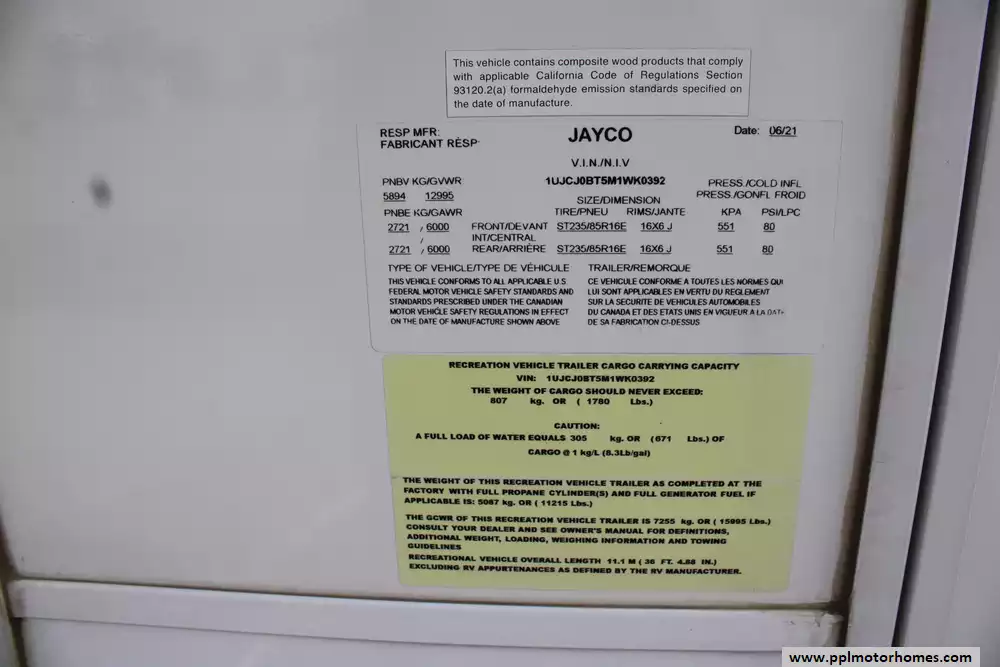 This vehicle contains composite wood products that comply
with applicable California Code of Regulations Section
93120.2(a) formaldehyde emission standards specified on
the date of manufacture.
RESP MFR: JAYCO Date: 06/21
FABRICANT RÉSP
V.I.N./N.I.V
PNBV KG/GVWR 1UJCJ0BT5M1WK0392 PRESS./COLD INFL
5894 12995 SIZE/DIMENSION PRESS./GONFL FROID
PNBE KG/GAWR TIRE/PNEU RIMS/JANTE KPA PSI/LPC
2721 / 6000 FRONT/DEVANT ST235/85R16E 16X6 J 551 80
/ INT/CENTRAL
2721 / 6000 REAR/ARRIÈRE ST235/85R16E 16X6 J 551 80
TYPE OF VEHICLE/TYPE DE VÉHICULE TRAILER/REMORQUE
THIS VEHICLE CONFORMS TO ALL APPLICABLE U.S. CE VEHICULE CONFORME A TOUTES LES NORMES QUI
FEDERAL MOTOR VEHICLE SAFETY STANDARDS AND LUI SONT APPLICABLES EN VERTU DU REGLEMENT
STANDARDS PRESCRIBED UNDER THE CANADIAN SUR LA SECURITE DE VEHICULES AUTOMOBILES
MOTOR VEHICLE SAFETY REGULATIONS IN EFFECT DU CANADA ET DES ETATS UNIS EN VIGUEUR A LA DATE
ON THE DATE OF MANUFACTURE SHOWN ABOVE DE SA FABRICATION CI-DESSUS
RECREATION VEHICLE TRAILER CARGO CARRYING CAPACITY
VIN: 1UJCJ0BT5M1WK0392
THE WEIGHT OF CARGO SHOULD NEVER EXCEED:
807 kg. OR ( 1780 Lbs.)
CAUTION:
A FULL LOAD OF WATER EQUALS 305 kg. OR (671 Lbs.) OF
CARGO @ 1 kg/L (8.3Lb/gal)
THE WEIGHT OF THIS RECREATION VEHICLE TRAILER AS COMPLETED AT THE
FACTORY WITH FULL PROPANE CYLINDER(S) AND FULL GENERATOR FUEL IF
APPLICABLE IS: 5087 kg. OR ( 11215 Lbs.)
THE GCWR OF THIS RECREATION VEHICLE TRAILER IS 7255 kg. OR ( 15995 Lbs.)
CONSULT YOUR DEALER AND SEE OWNER'S MANUAL FOR DEFINITIONS,
ADDITIONAL WEIGHT, LOADING, WEIGHING INFORMATION AND TOWING
GUIDELINES
RECREATIONAL VEHICLE OVERALL LENGTH 11.1 M ( 36 FT. 4.88 IN.)
EXCLUDING RV APPURTENANCES AS DEFINED BY THE RV MANUFACTURER.
www.pplmotorhomes.com